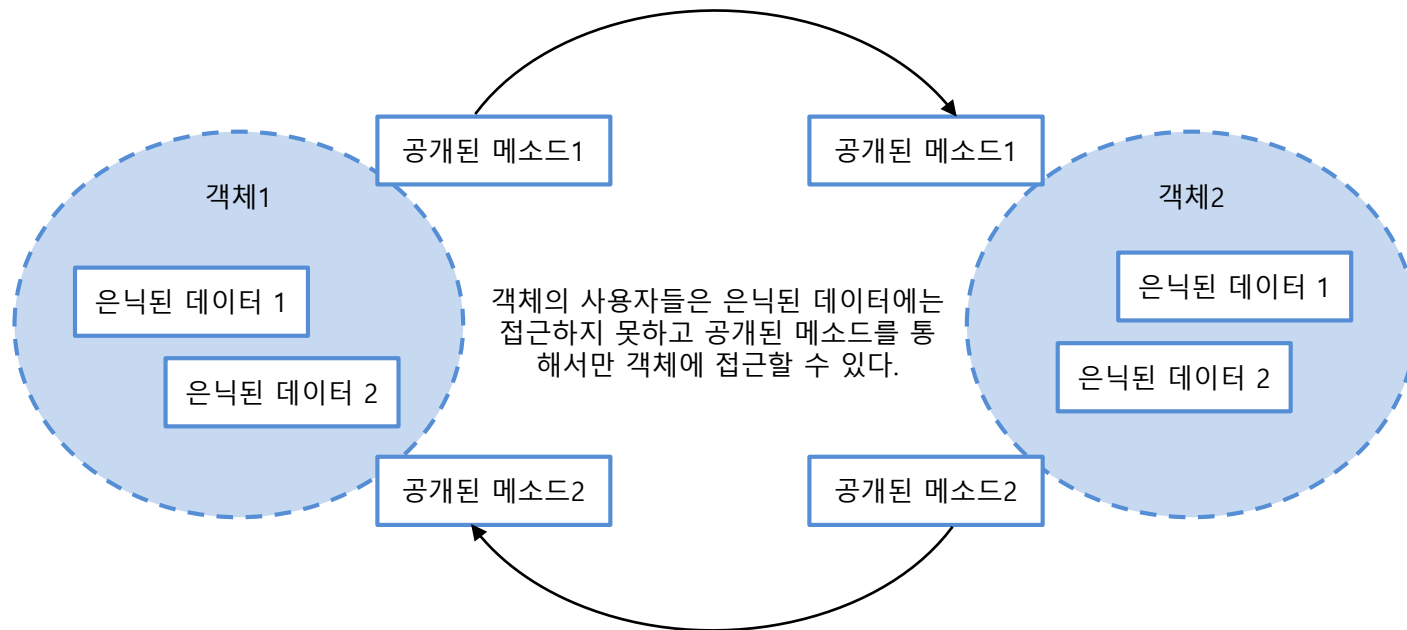 공개된 메소드1
공개된 메소드1
객체1
객체2
은닉된 데이터 1
은닉된 데이터 2
객체의 사용자들은 은닉된 데이터에는
접근하지 못하고 공개된 메소드를 통
해서만 객체에 접근할 수 있다.
은닉된 데이터 1
은닉된 데이터 2
공개된 메소드2
공개된 메소드2